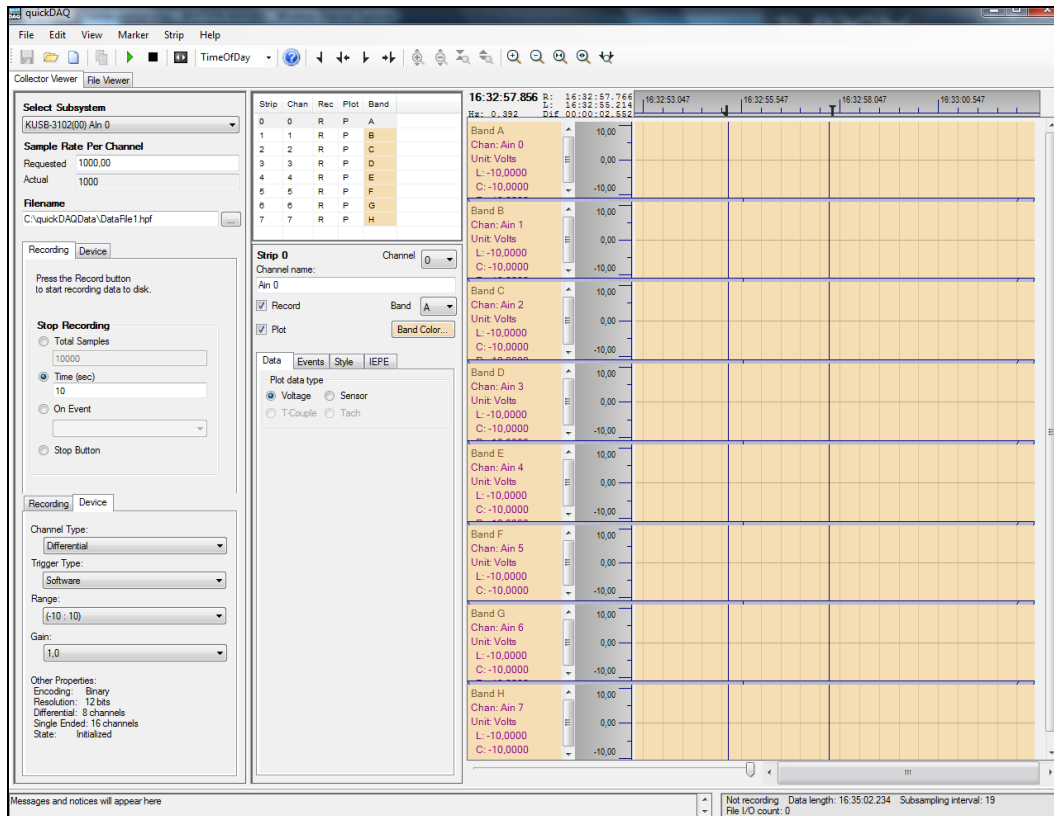 quickDAQ
File Edit View Marker Strip Help
TimeOfDay
Collector Viewer File Viewer
Select Subsystem
KUSB-3102(00) AIn 0
Sample Rate Per Channel
Requested 1000,00
Actual 1000
Filename
C:\quickDAQData\DataFile1.hpf ...
Recording Device
Press the Record button
to start recording data to disk.
Stop Recording
Total Samples
10000
Time (sec)
10
On Event
Stop Button
Recording Device
Channel Type:
Differential
Trigger Type:
Software
Range:
(-10 : 10)
Gain:
1,0
Other Properties:
Encoding: Binary
Resolution: 12 bits
Differential: 8 channels
Single Ended: 16 channels
State: Initialized
Strip Chan Rec Plot Band
0 0 R P A
1 1 R P B
2 2 R P C
3 3 R P D
4 4 R P E
5 5 R P F
6 6 R P G
7 7 R P H
Strip 0 Channel 0
Channel name:
Ain 0
Record Band A
Plot Band Color...
Data Events Style IEPE
Plot data type
Voltage Sensor
T-Couple Tach
16:32:57.856 R: 16:32:57.766
L: 16:32:55.214
Hz: 0.392 Dif 00:00:02.552
16:32:53.047 16:32:55.547 16:32:58.047 16:33:00.547
Band A
Chan: Ain 0
Unit: Volts
L: -10,0000
C: -10,0000
10,00
0,00
-10,00
Band B
Chan: Ain 1
Unit: Volts
L: -10,0000
C: -10,0000
10,00
0,00
-10,00
Band C
Chan: Ain 2
Unit: Volts
L: -10,0000
C: -10,0000
10,00
0,00
-10,00
Band D
Chan: Ain 3
Unit: Volts
L: -10,0000
C: -10,0000
10,00
0,00
-10,00
Band E
Chan: Ain 4
Unit: Volts
L: -10,0000
C: -10,0000
10,00
0,00
-10,00
Band F
Chan: Ain 5
Unit: Volts
L: -10,0000
C: -10,0000
10,00
0,00
-10,00
Band G
Chan: Ain 6
Unit: Volts
L: -10,0000
C: -10,0000
10,00
0,00
-10,00
Band H
Chan: Ain 7
Unit: Volts
L: -10,0000
C: -10,0000
10,00
0,00
-10,00
Messages and notices will appear here
Not recording Data length: 16:35:02.234 Subsampling interval: 19
File I/O count: 0